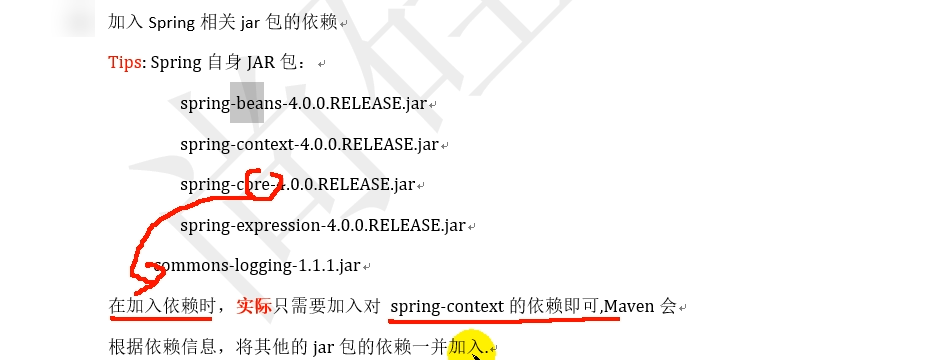 加入 Spring 相关 jar 包的依赖
Tips: Spring 自身 JAR 包：
spring-beans-4.0.0.RELEASE.jar
spring-context-4.0.0.RELEASE.jar
spring-core-4.0.0.RELEASE.jar
spring-expression-4.0.0.RELEASE.jar
commons-logging-1.1.1.jar
在加入依赖时，实际只需要加入对 spring-context 的依赖即可,Maven 会
根据依赖信息，将其他的 jar 包的依赖一并加入.